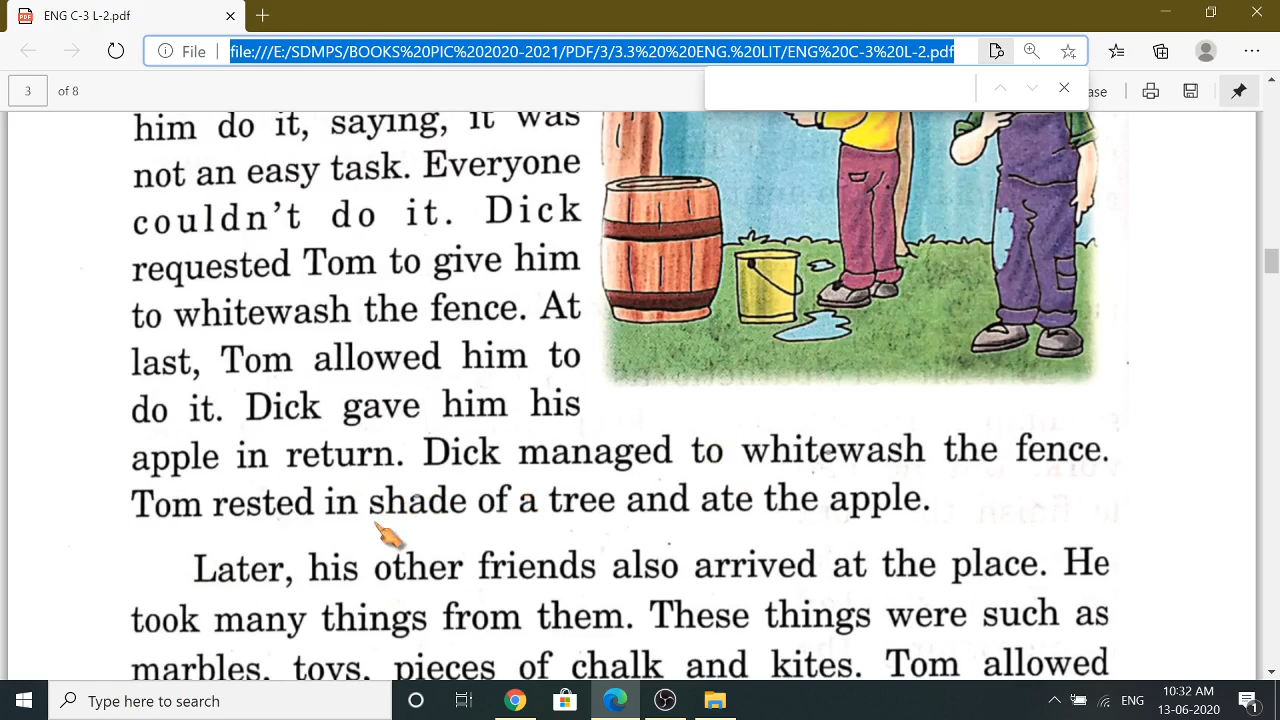 ENG C-3 L-2.pdf
File
file:///E:/SDMPS/BOOKS%20PIC%202020-2021/PDF/3/3.3%20%20ENG.%20LIT/ENG%20C-3%20L-2.pdf
3 of 8
ase
him do it, saying, it was
not an easy task. Everyone
couldn't do it. Dick
requested Tom to give him
to whitewash the fence. At
last, Tom allowed him to
do it. Dick gave him his
apple in return. Dick managed to whitewash the fence.
Tom rested in shade of a tree and ate the apple.
Later, his other friends also arrived at the place. He
took many things from them. These things were such as
marbles, toys, pieces of chalk and kites. Tom allowed
Type here to search
ENG
10:32 AM
13-06-2020
1